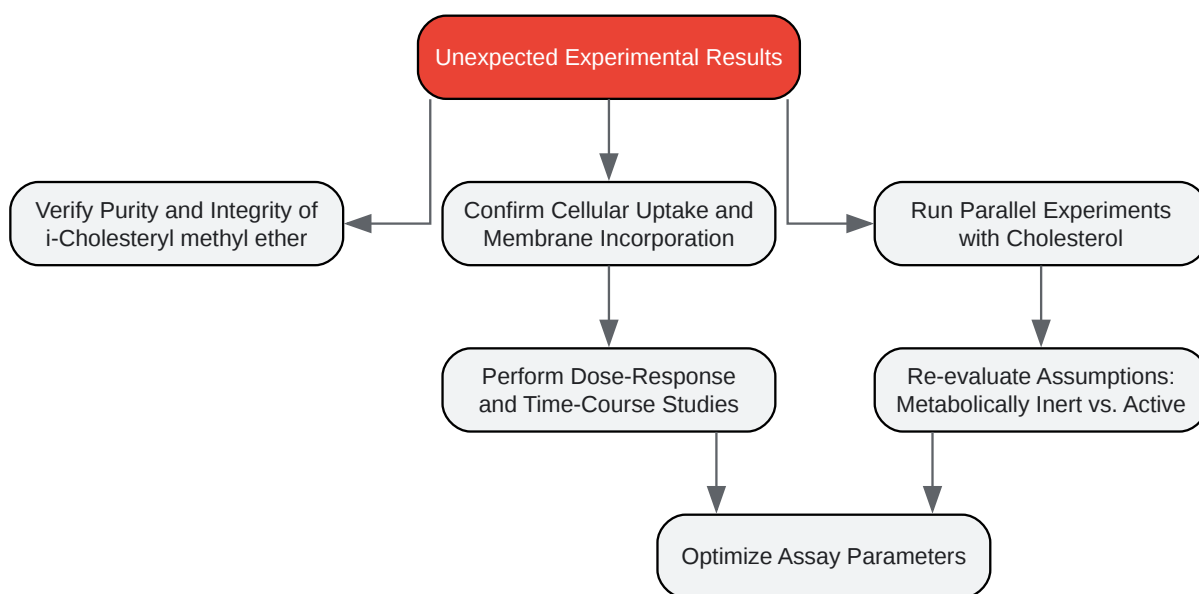 Unexpected Experimental Results
Verify Purity and Integrity of
i-Cholesteryl methyl ether
Confirm Cellular Uptake and
Membrane Incorporation
Run Parallel Experiments
with Cholesterol
Perform Dose-Response
and Time-Course Studies
Re-evaluate Assumptions:
Metabolically Inert vs. Active
Optimize Assay Parameters